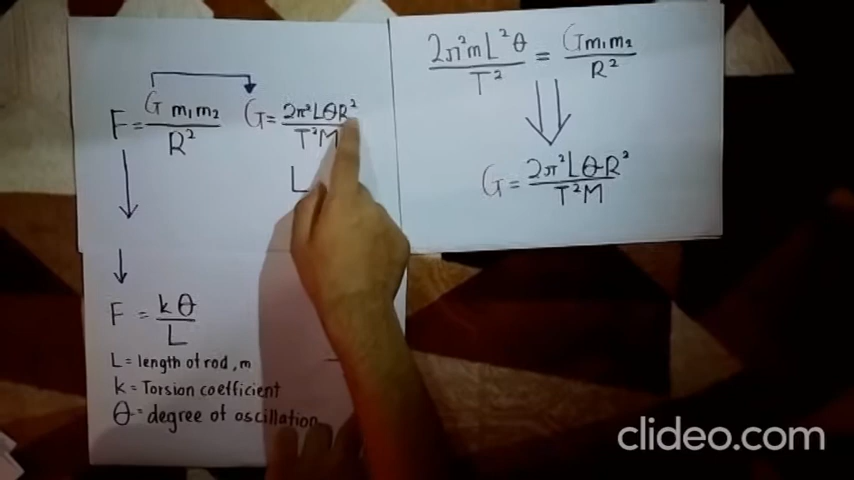 F = G m₁m₂ / R²
G = 2π²LθR² / T²M
L
F = kθ / L
L = length of rod, m
k = Torsion coefficient
θ = degree of oscillation
2π²mL²θ / T² = Gm₁m₂ / R²
G = 2π²LθR² / T²M
clideo.com